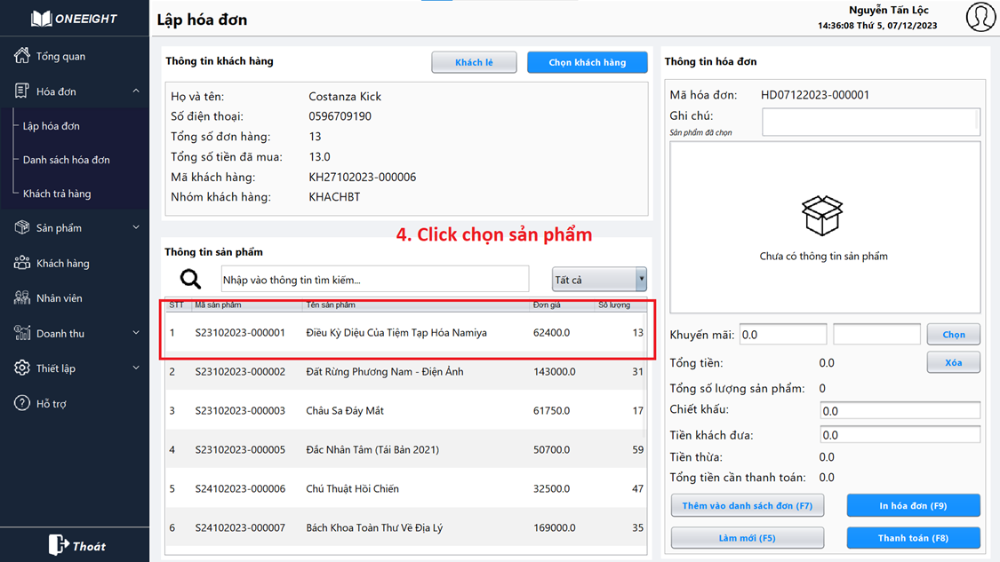 ONEEIGHT
Tổng quan
Hóa đơn
Lập hóa đơn
Danh sách hóa đơn
Khách trả hàng
Sản phẩm
Khách hàng
Nhân viên
Doanh thu
Thiết lập
Hỗ trợ
Thoát
Lập hóa đơn
Nguyễn Tấn Lộc
14:36:08 Thứ 5, 07/12/2023
Thông tin khách hàng
Khách lẻ
Chọn khách hàng
Họ và tên: Costanza Kick
Số điện thoại: 0596709190
Tổng số đơn hàng: 13
Tổng số tiền đã mua: 13.0
Mã khách hàng: KH27102023-000006
Nhóm khách hàng: KHACHBT
4. Click chọn sản phẩm
Thông tin sản phẩm
Nhập vào thông tin tìm kiếm...
Tất cả
STT Mã sản phẩm Tên sản phẩm Đơn giá Số lượng
1 S23102023-000001 Điều Kỳ Diệu Của Tiệm Tạp Hóa Namiya 62400.0 13
2 S23102023-000002 Đất Rừng Phương Nam - Điện Ảnh 143000.0 31
3 S23102023-000003 Châu Sa Đáy Mắt 61750.0 17
4 S23102023-000005 Đắc Nhân Tâm (Tái Bản 2021) 50700.0 59
5 S24102023-000006 Chú Thuật Hồi Chiến 32500.0 47
6 S24102023-000007 Bách Khoa Toàn Thư Về Địa Lý 169000.0 35
Thông tin hóa đơn
Mã hóa đơn: HD07122023-000001
Ghi chú:
Sản phẩm đã chọn
Chưa có thông tin sản phẩm
Khuyến mãi: 0.0 Chọn
Tổng tiền: 0.0 Xóa
Tổng số lượng sản phẩm: 0
Chiết khấu: 0.0
Tiền khách đưa: 0.0
Tiền thừa: 0.0
Tổng tiền cần thanh toán: 0.0
Thêm vào danh sách đơn (F7)
In hóa đơn (F9)
Làm mới (F5)
Thanh toán (F8)